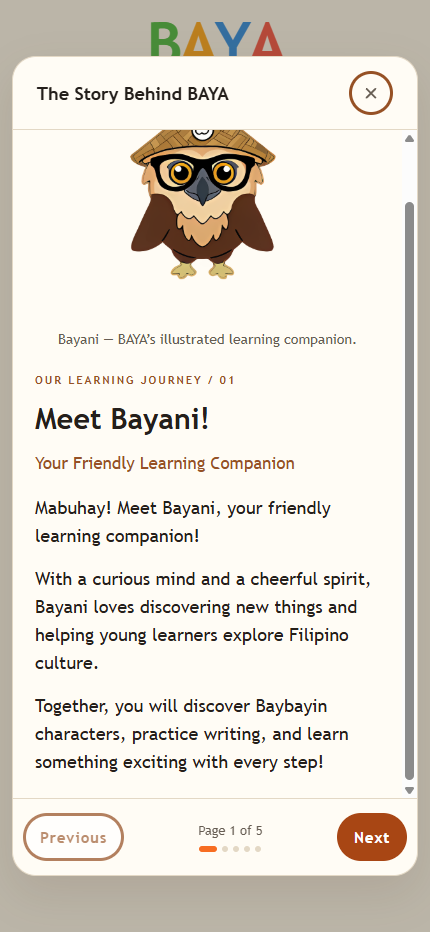 BAYA
The Story Behind BAYA
Bayani — BAYA's illustrated learning companion.
OUR LEARNING JOURNEY / 01
Meet Bayani!
Your Friendly Learning Companion
Mabuhay! Meet Bayani, your friendly
learning companion!
With a curious mind and a cheerful spirit,
Bayani loves discovering new things and
helping young learners explore Filipino
culture.
Together, you will discover Baybayin
characters, practice writing, and learn
something exciting with every step!
Previous
Page 1 of 5
Next